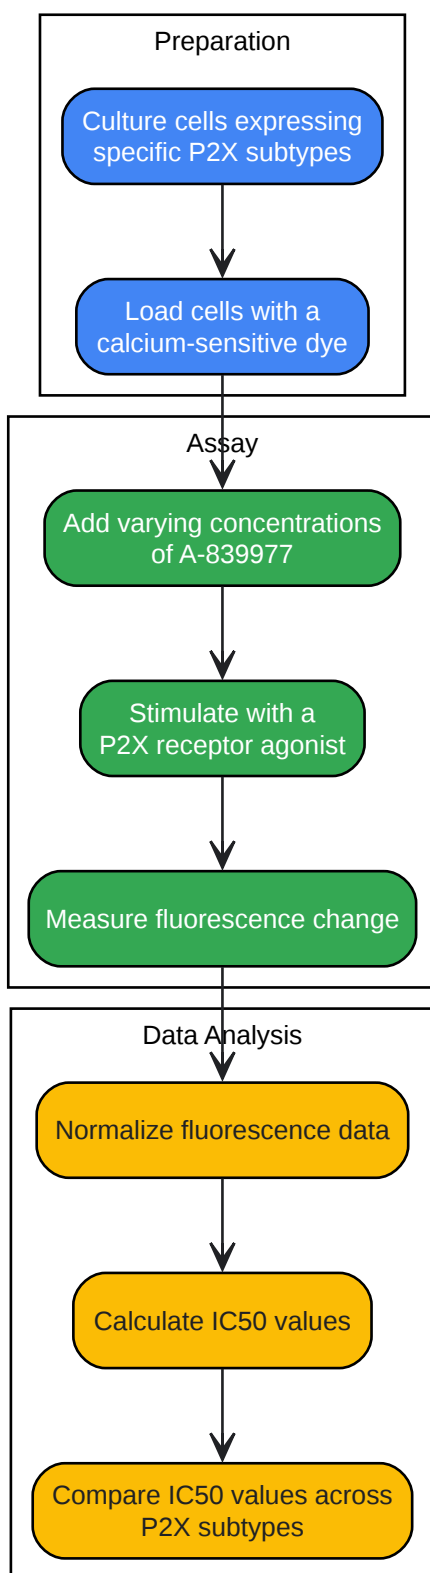 Preparation
Culture cells expressing
specific P2X subtypes
Load cells with a
calcium-sensitive dye
Assay
Add varying concentrations
of A-839977
Stimulate with a
P2X receptor agonist
Measure fluorescence change
Data Analysis
Normalize fluorescence data
Calculate IC50 values
Compare IC50 values across
P2X subtypes